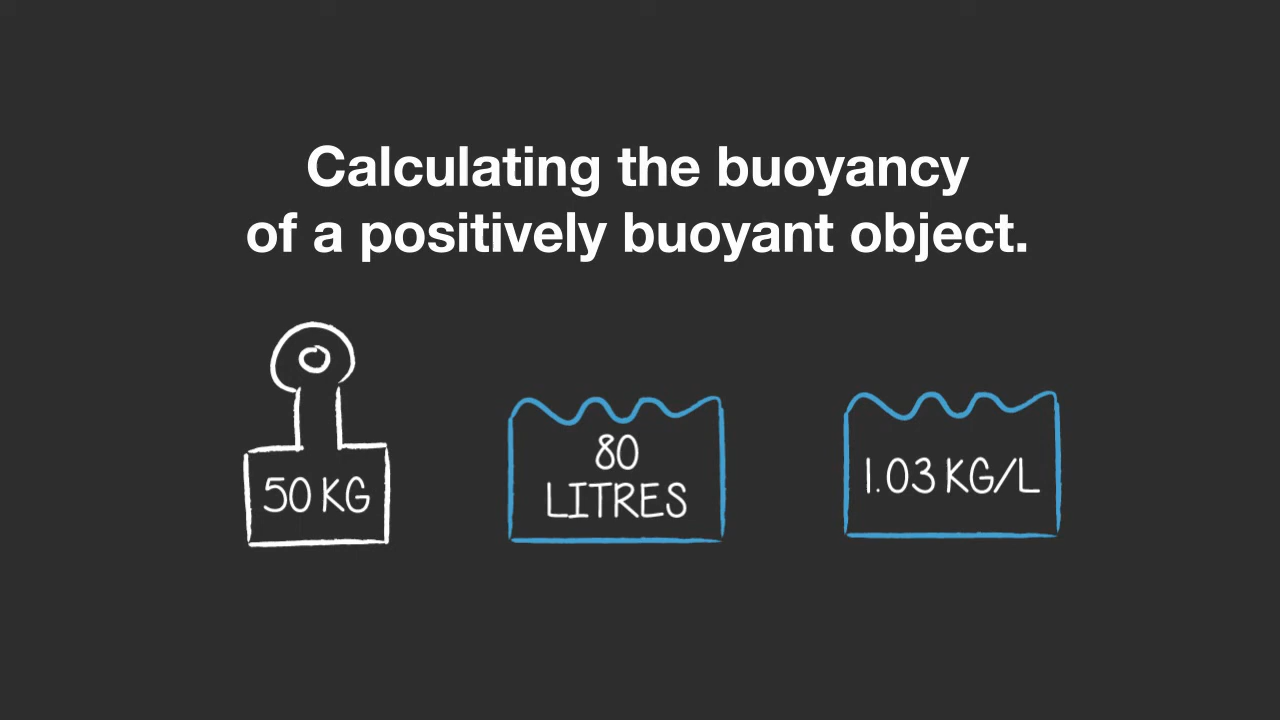 Calculating the buoyancy
of a positively buoyant object.
50 KG
80
LITRES
1.03 KG/L